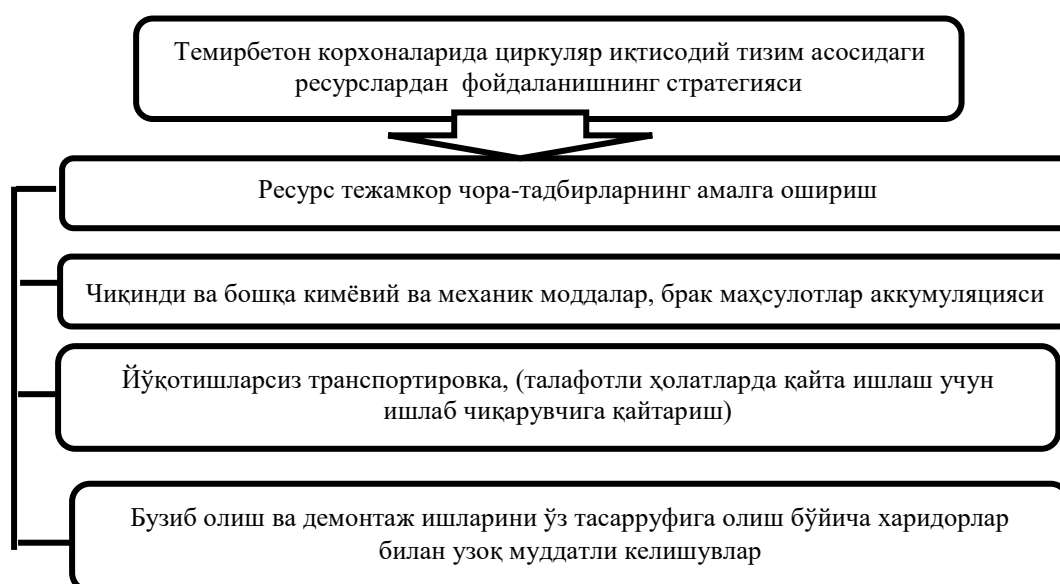 Темирбетон корхоналарида циркуляр иқтисодий тизим асосидаги
ресурслардан фойдаланишнинг стратегияси
Ресурс тежамкор чора-тадбирларнинг амалга ошириш
Чиқинди ва бошқа кимёвий ва механик моддалар, брак маҳсулотлар аккумуляцияси
Йўқотишларсиз транспортировка, (талафотли ҳолатларда қайта ишлаш учун
ишлаб чиқарувчига қайтариш)
Бузиб олиш ва демонтаж ишларини ўз тасарруфига олиш бўйича харидорлар
билан узоқ муддатли келишувлар